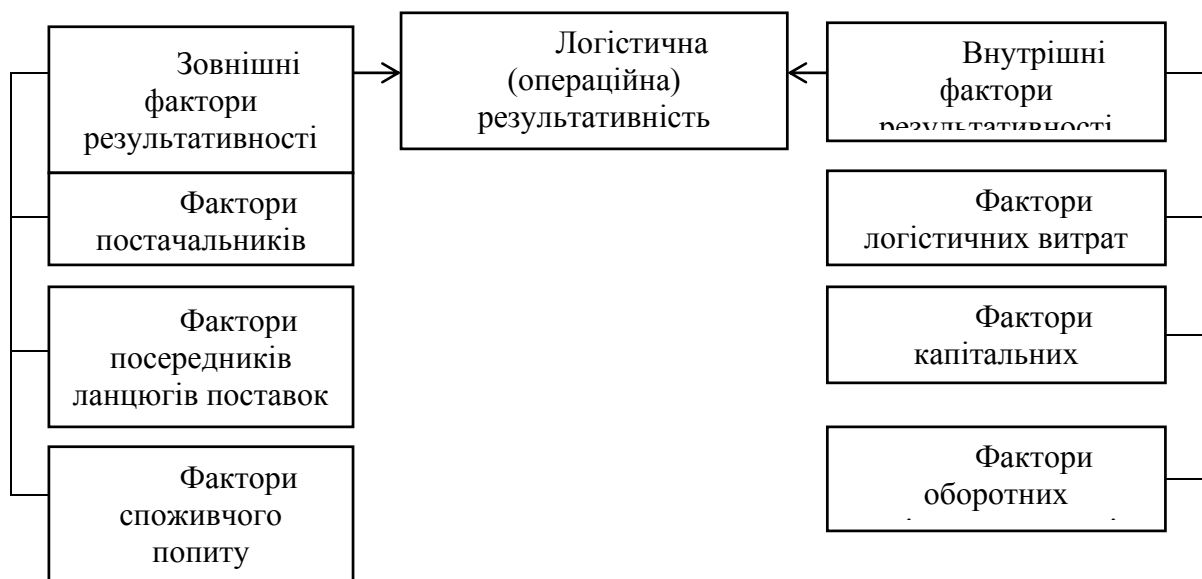 Зовнішні
фактори
результативності
Логістична
(операційна)
результативність
Внутрішні
фактори
результативності
Фактори
постачальників
Фактори
логістичних витрат
Фактори
посередників
ланцюгів поставок
Фактори
капітальних
Фактори
споживчого
попиту
Фактори
оборотних